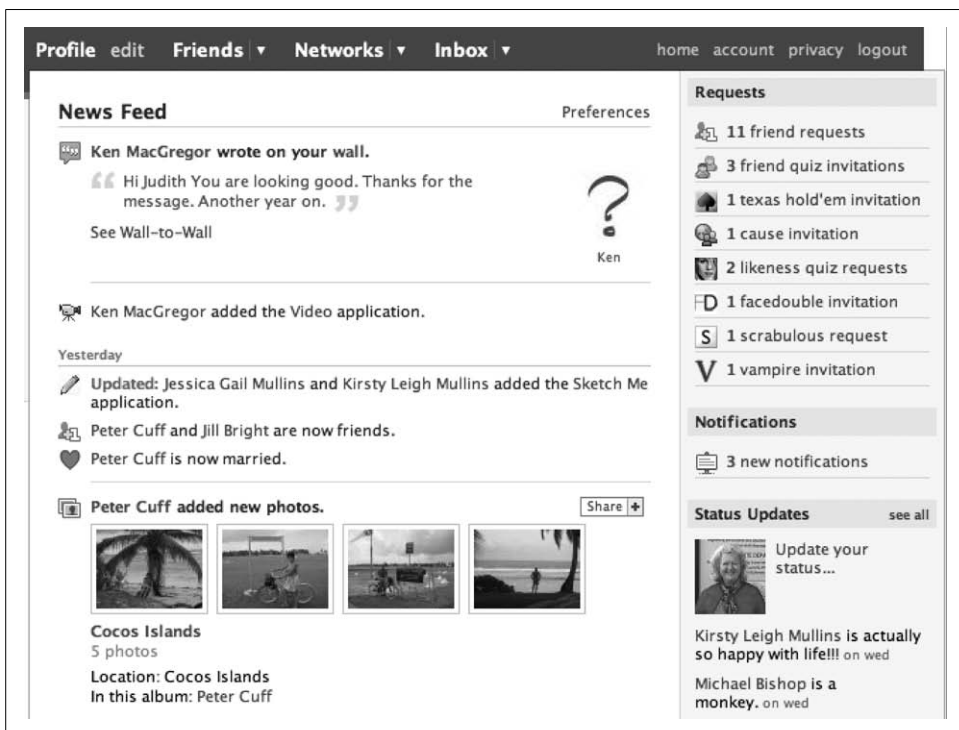 Profile edit Friends ▼ Networks ▼ Inbox ▼ home account privacy logout
News Feed Preferences
Ken MacGregor wrote on your wall.
Hi Judith You are looking good. Thanks for the
message. Another year on.
See Wall-to-Wall
?
Ken
Ken MacGregor added the Video application.
Yesterday
Updated: Jessica Gail Mullins and Kirsty Leigh Mullins added the Sketch Me
application.
Peter Cuff and Jill Bright are now friends.
Peter Cuff is now married.
Peter Cuff added new photos. Share +
Cocos Islands
5 photos
Location: Cocos Islands
In this album: Peter Cuff
Requests
11 friend requests
3 friend quiz invitations
1 texas hold'em invitation
1 cause invitation
2 likeness quiz requests
FD 1 facedouble invitation
S 1 scrabulous request
V 1 vampire invitation
Notifications
3 new notifications
Status Updates see all
Update your
status...
Kirsty Leigh Mullins is actually
so happy with life!!! on wed
Michael Bishop is a
monkey. on wed